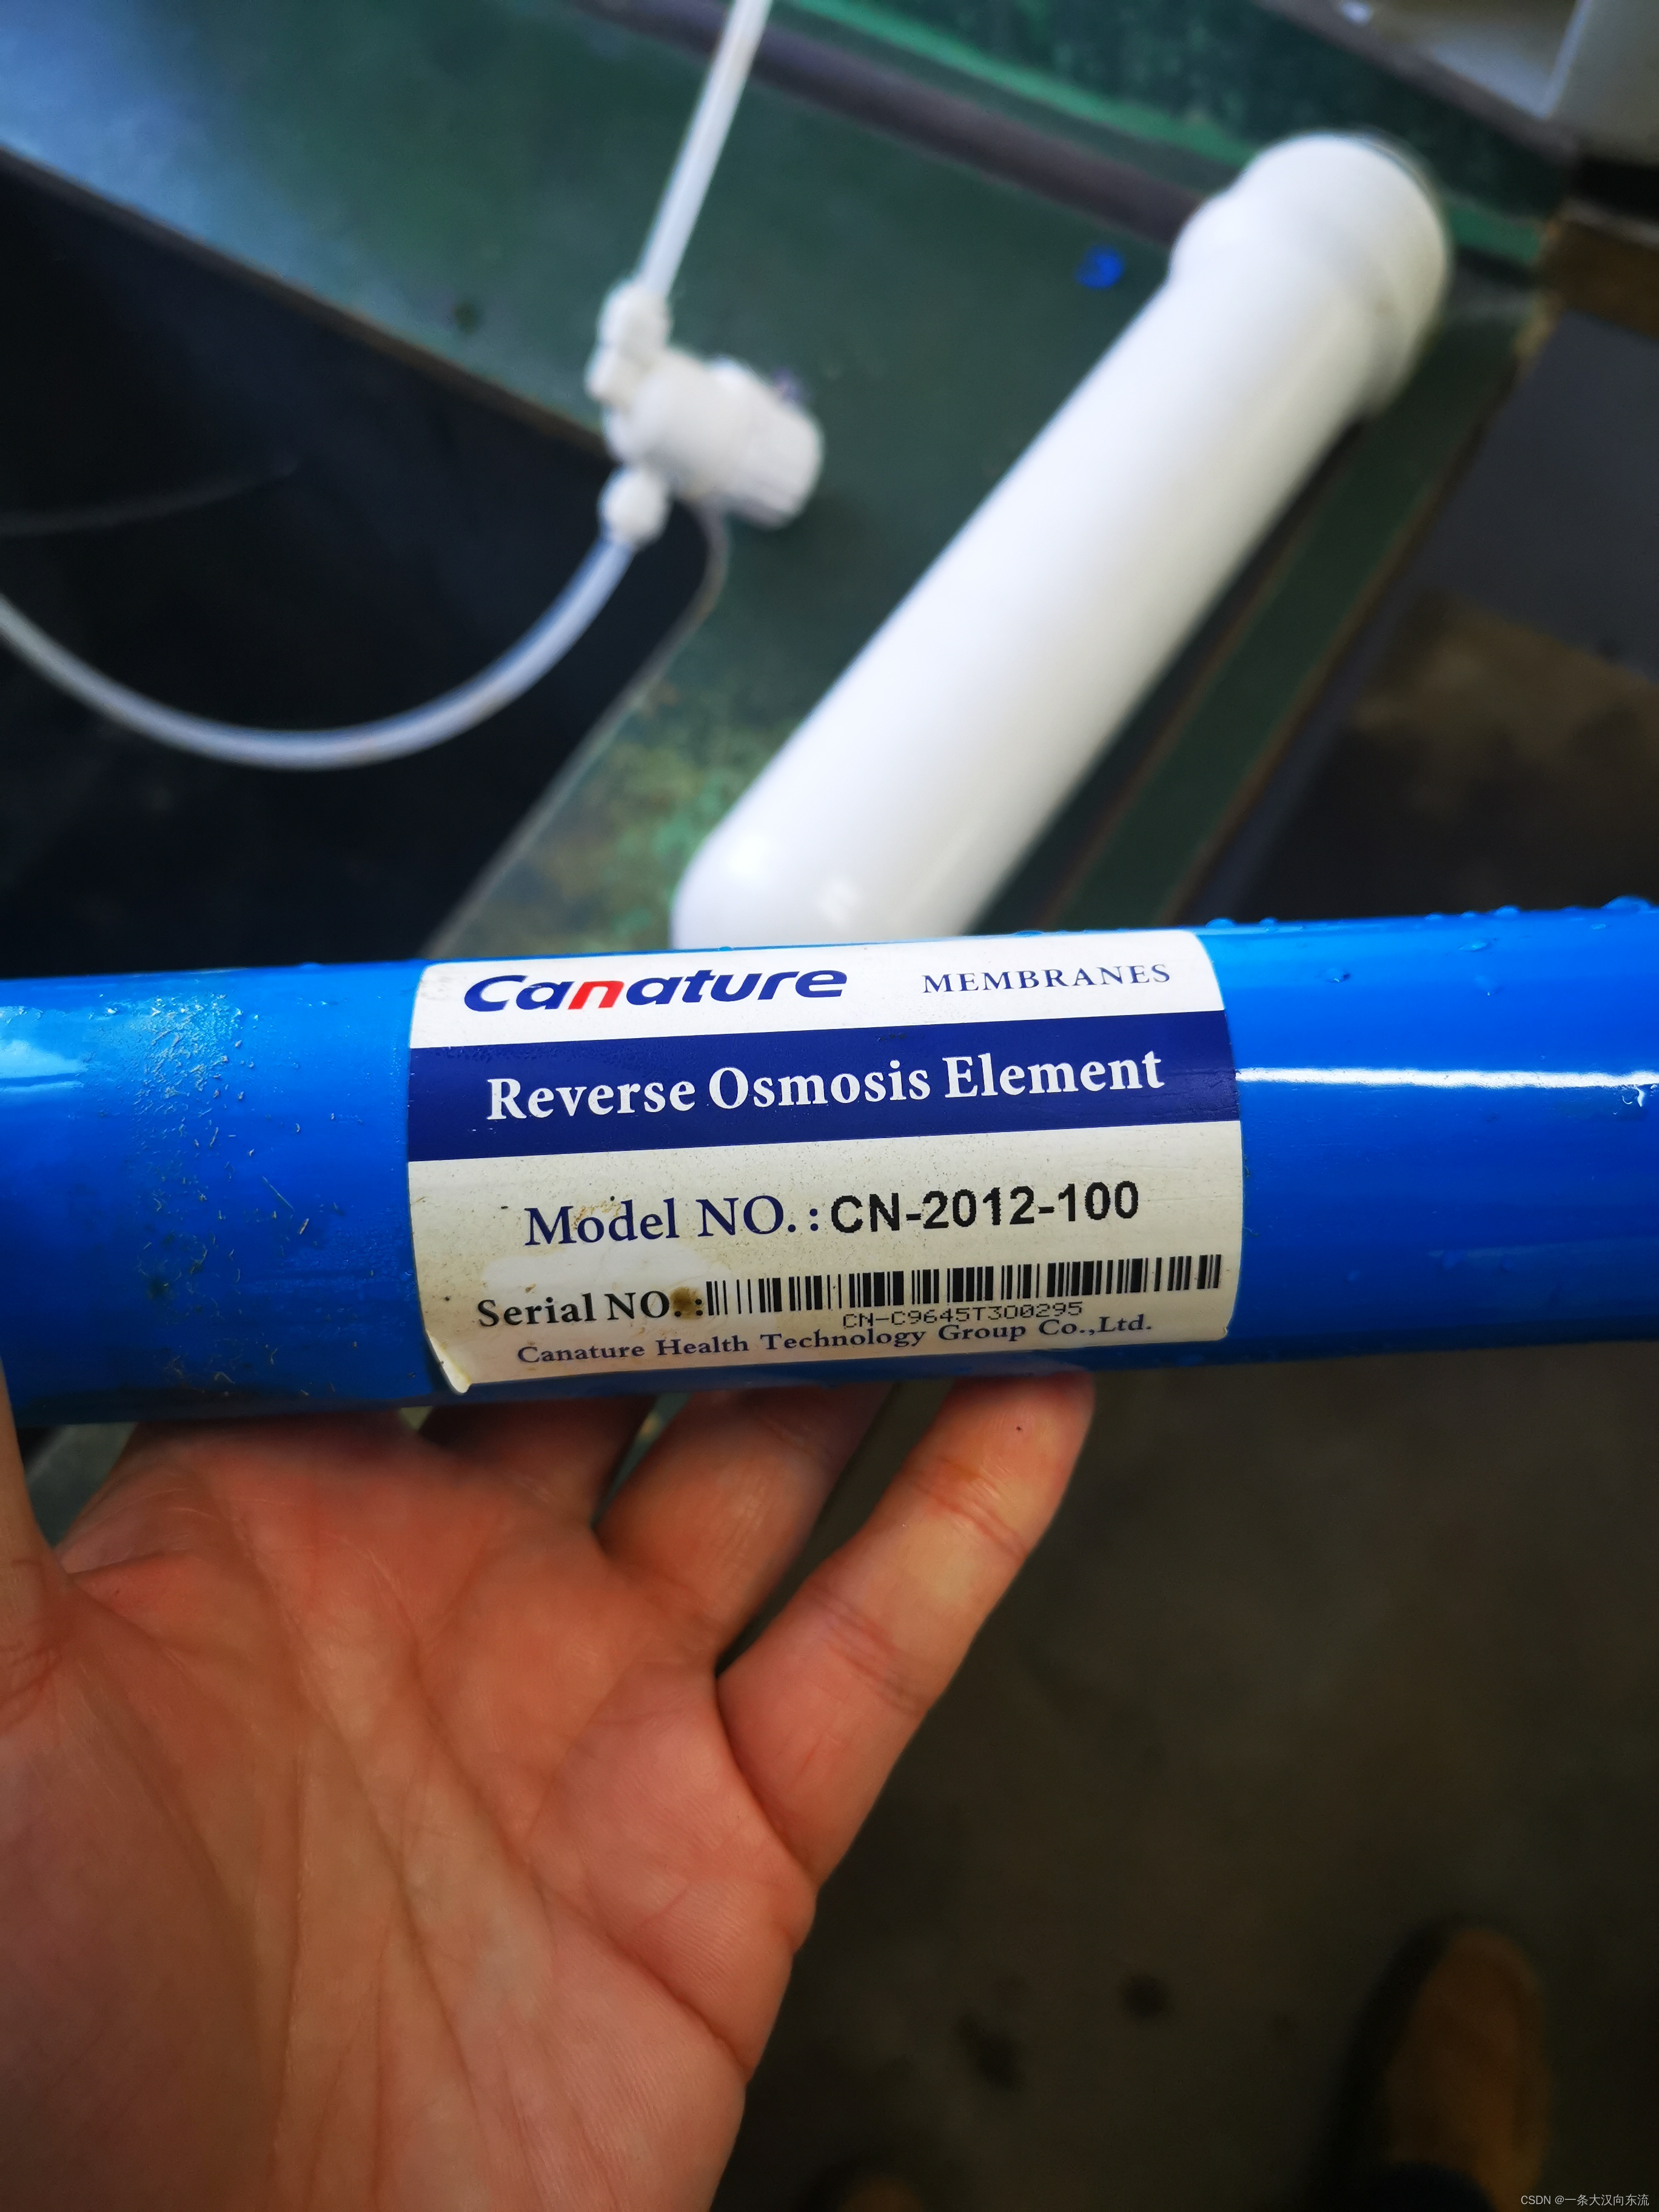 Canature MEMBRANES
Reverse Osmosis Element
Model NO.: CN-2012-100
Serial NO.:
CN-C9645T300295
Canature Health Technology Group Co.,Ltd.
CSDN @一条大汉向东流